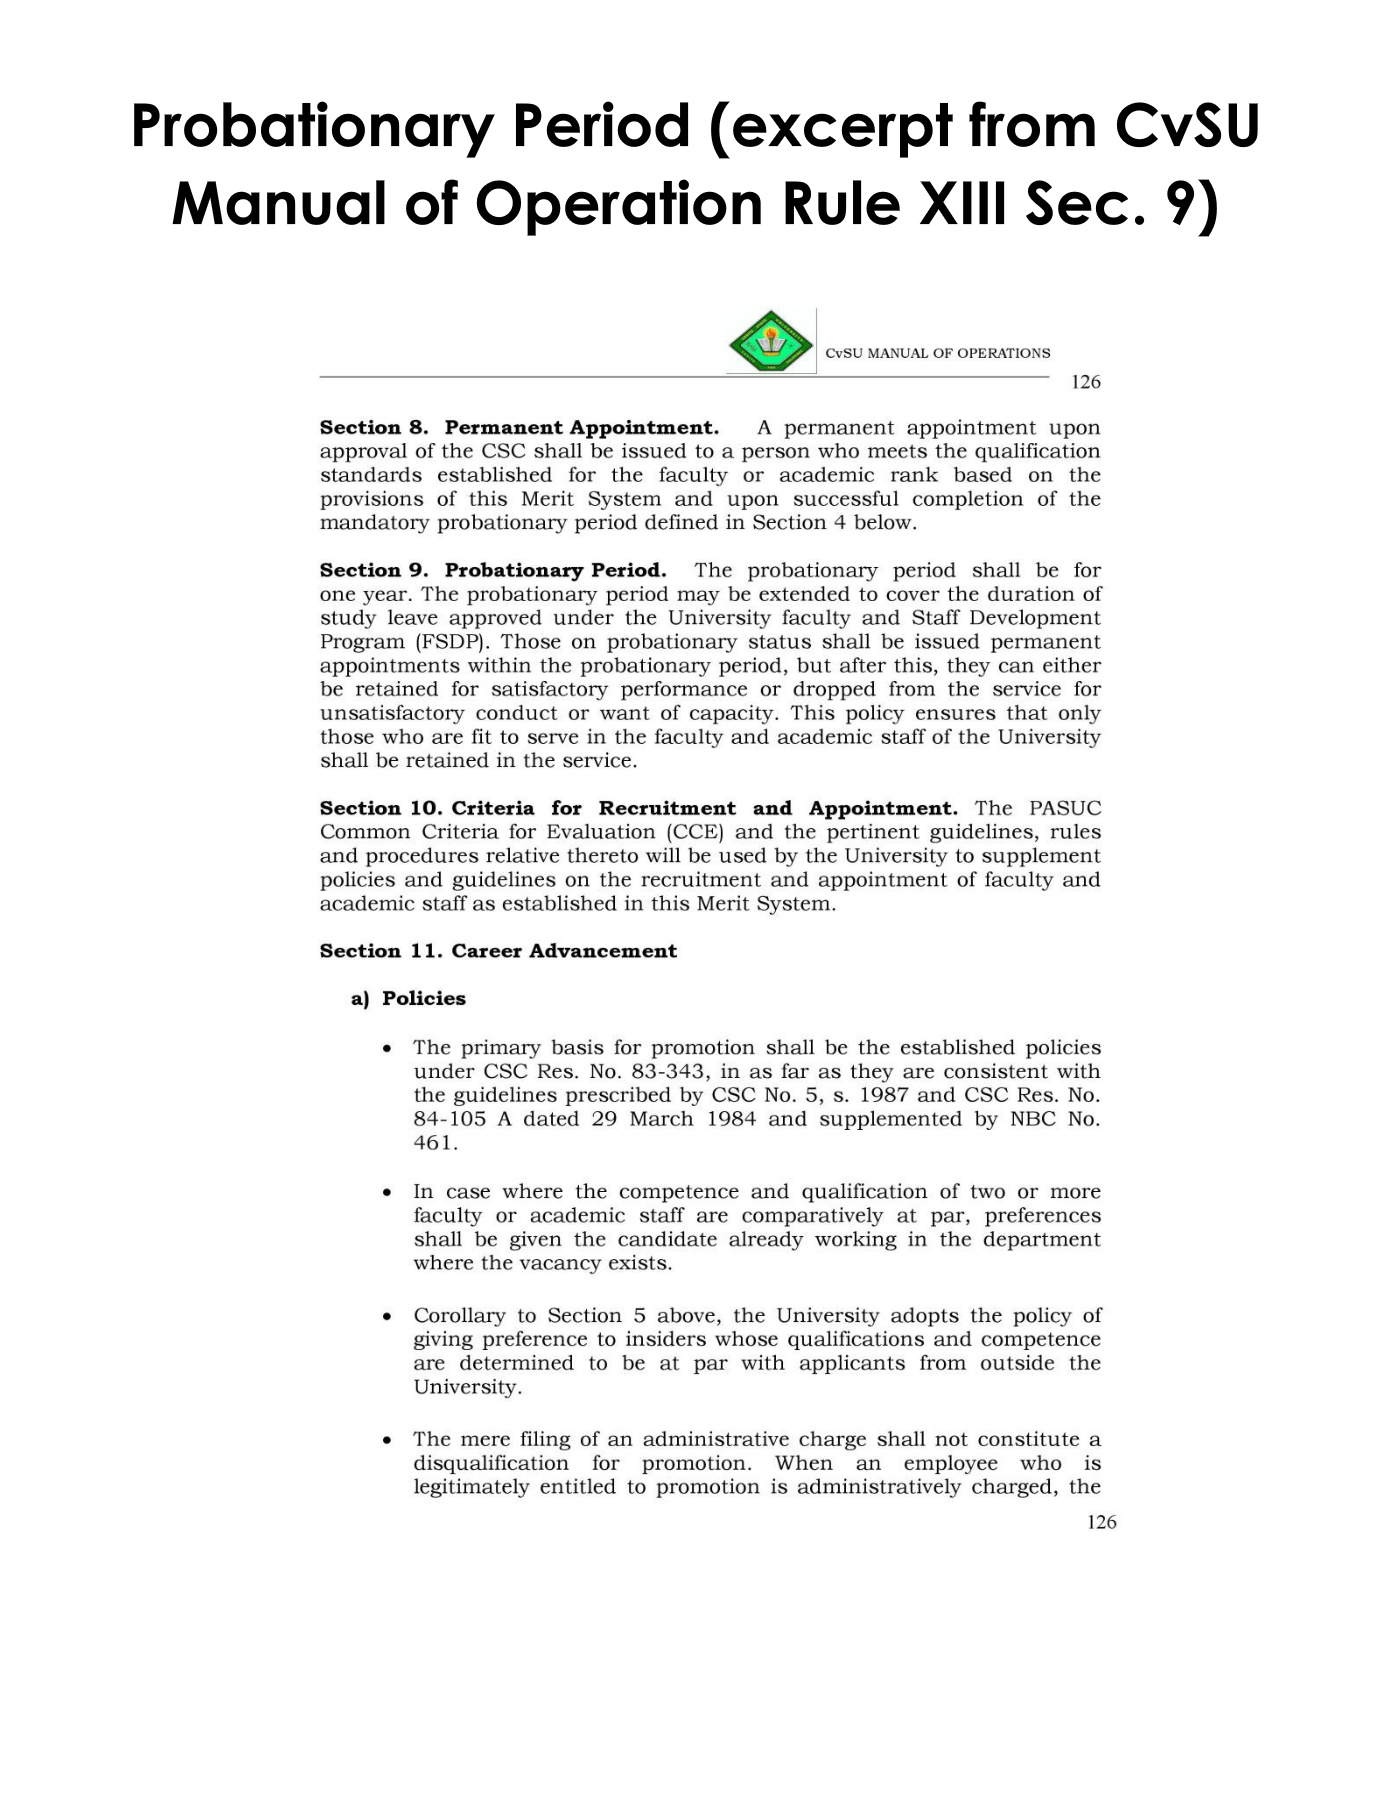 Probationary Period (excerpt from CvSU
Manual of Operation Rule XIII Sec. 9)
CvSU MANUAL OF OPERATIONS
126
Section 8. Permanent Appointment. A permanent appointment upon
approval of the CSC shall be issued to a person who meets the qualification
standards established for the faculty or academic rank based on the
provisions of this Merit System and upon successful completion of the
mandatory probationary period defined in Section 4 below.
Section 9. Probationary Period. The probationary period shall be for
one year. The probationary period may be extended to cover the duration of
study leave approved under the University faculty and Staff Development
Program (FSDP). Those on probationary status shall be issued permanent
appointments within the probationary period, but after this, they can either
be retained for satisfactory performance or dropped from the service for
unsatisfactory conduct or want of capacity. This policy ensures that only
those who are fit to serve in the faculty and academic staff of the University
shall be retained in the service.
Section 10. Criteria for Recruitment and Appointment. The PASUC
Common Criteria for Evaluation (CCE) and the pertinent guidelines, rules
and procedures relative thereto will be used by the University to supplement
policies and guidelines on the recruitment and appointment of faculty and
academic staff as established in this Merit System.
Section 11. Career Advancement
a) Policies
• The primary basis for promotion shall be the established policies
under CSC Res. No. 83-343, in as far as they are consistent with
the guidelines prescribed by CSC No. 5, s. 1987 and CSC Res. No.
84-105 A dated 29 March 1984 and supplemented by NBC No.
461.
• In case where the competence and qualification of two or more
faculty or academic staff are comparatively at par, preferences
shall be given the candidate already working in the department
where the vacancy exists.
• Corollary to Section 5 above, the University adopts the policy of
giving preference to insiders whose qualifications and competence
are determined to be at par with applicants from outside the
University.
• The mere filing of an administrative charge shall not constitute a
disqualification for promotion. When an employee who is
legitimately entitled to promotion is administratively charged, the
126